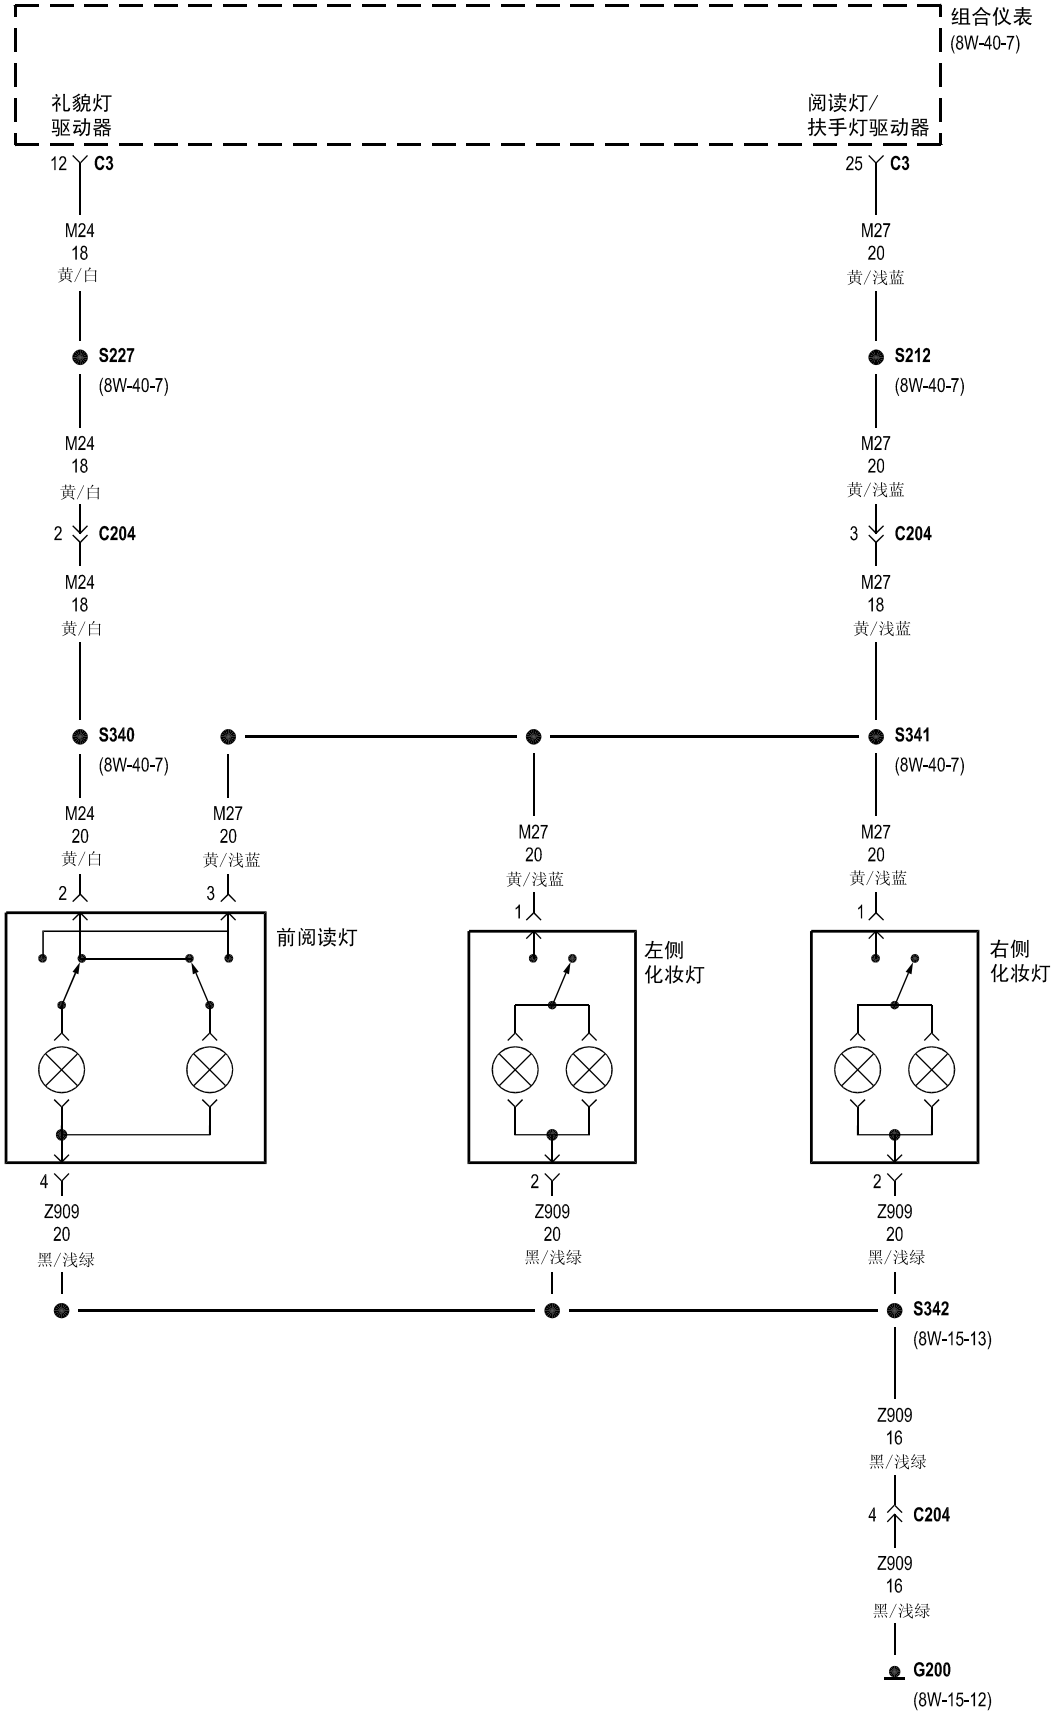 组合仪表
(8W-40-7)
礼貌灯
驱动器
阅读灯/
扶手灯驱动器
12 C3
25 C3
M24
18
黄/白
M27
20
黄/浅蓝
S227
(8W-40-7)
S212
(8W-40-7)
M24
18
黄/白
M27
20
黄/浅蓝
2 C204
3 C204
M24
18
黄/白
M27
18
黄/浅蓝
S340
(8W-40-7)
S341
(8W-40-7)
M24
20
黄/白
M27
20
黄/浅蓝
M27
20
黄/浅蓝
M27
20
黄/浅蓝
2
3
1
1
前阅读灯
左侧
化妆灯
右侧
化妆灯
4
2
2
Z909
20
黑/浅绿
Z909
20
黑/浅绿
Z909
20
黑/浅绿
S342
(8W-15-13)
Z909
16
黑/浅绿
4 C204
Z909
16
黑/浅绿
G200
(8W-15-12)